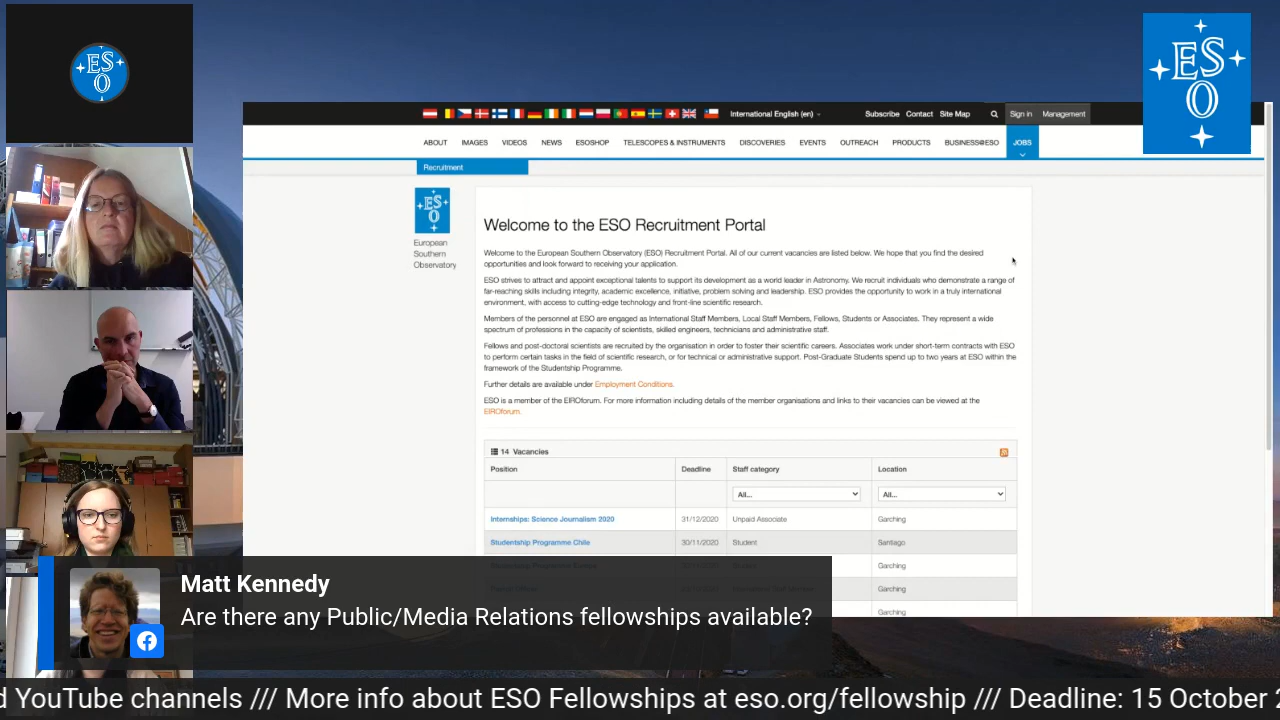 ES
O
ES
O
International English (en)
Subscribe Contact Site Map
Sign in Management
ABOUT IMAGES VIDEOS NEWS ESOSHOP TELESCOPES & INSTRUMENTS DISCOVERIES EVENTS OUTREACH PRODUCTS BUSINESS@ESO JOBS
Recruitment
ES
O
European
Southern
Observatory
Welcome to the ESO Recruitment Portal
Welcome to the European Southern Observatory (ESO) Recruitment Portal. All of our current vacancies are listed below. We hope that you find the desired
opportunities and look forward to receiving your application.
ESO strives to attract and appoint exceptional talents to support its development as a world leader in Astronomy. We recruit individuals who demonstrate a range of
far-reaching skills including integrity, academic excellence, initiative, problem solving and leadership. ESO provides the opportunity to work in a truly international
environment, with access to cutting-edge technology and front-line scientific research.
Members of the personnel at ESO are engaged as International Staff Members, Local Staff Members, Fellows, Students or Associates. They represent a wide
spectrum of professions in the capacity of scientists, skilled engineers, technicians and administrative staff.
Fellows and post-doctoral scientists are recruited by the organisation in order to foster their scientific careers. Associates work under short-term contracts with ESO
to perform certain tasks in the field of scientific research, or for technical or administrative support. Post-Graduate Students spend up to two years at ESO within the
framework of the Studentship Programme.
Further details are available under Employment Conditions.
ESO is a member of the EIROforum. For more information including details of the member organisations and links to their vacancies can be viewed at the
EIROforum.
14 Vacancies
Position Deadline Staff category Location
All... All...
Internships: Science Journalism 2020 31/12/2020 Unpaid Associate Garching
Studentship Programme Chile 30/11/2020 Student Santiago
Garching
Garching
Garching
Matt Kennedy
Are there any Public/Media Relations fellowships available?
d YouTube channels /// More info about ESO Fellowships at eso.org/fellowship /// Deadline: 15 October